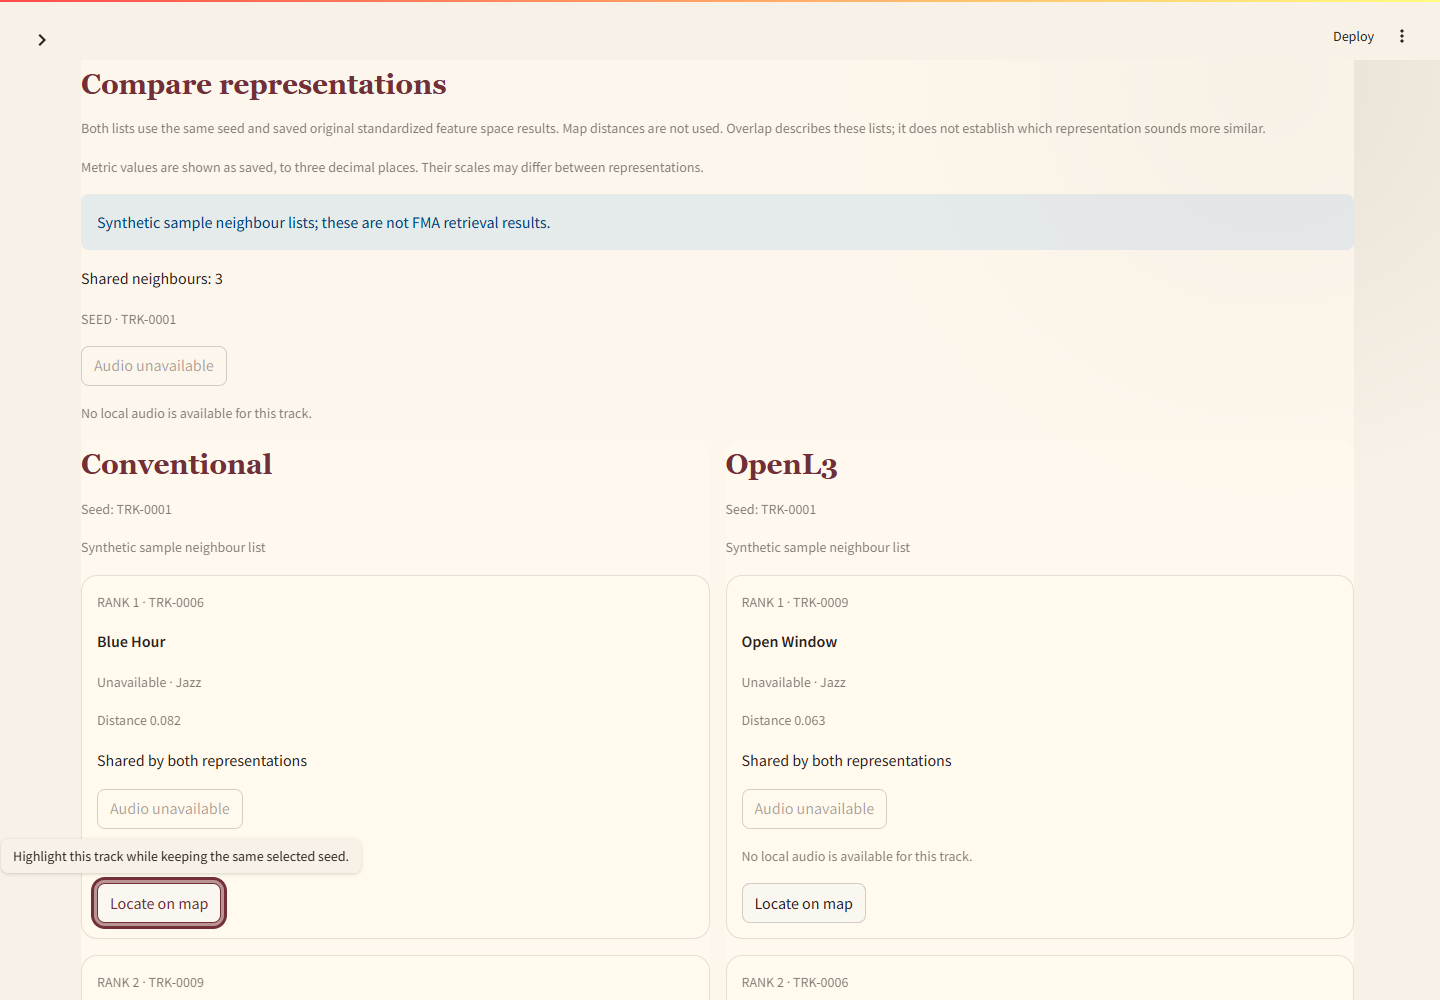 Deploy
Compare representations
Both lists use the same seed and saved original standardized feature space results. Map distances are not used. Overlap describes these lists; it does not establish which representation sounds more similar.
Metric values are shown as saved, to three decimal places. Their scales may differ between representations.
Synthetic sample neighbour lists; these are not FMA retrieval results.
Shared neighbours: 3
SEED · TRK-0001
Audio unavailable
No local audio is available for this track.
Conventional
Seed: TRK-0001
Synthetic sample neighbour list
RANK 1 · TRK-0006
Blue Hour
Unavailable · Jazz
Distance 0.082
Shared by both representations
Audio unavailable
Highlight this track while keeping the same selected seed.
Locate on map
RANK 2 · TRK-0009
OpenL3
Seed: TRK-0001
Synthetic sample neighbour list
RANK 1 · TRK-0009
Open Window
Unavailable · Jazz
Distance 0.063
Shared by both representations
Audio unavailable
No local audio is available for this track.
Locate on map
RANK 2 · TRK-0006